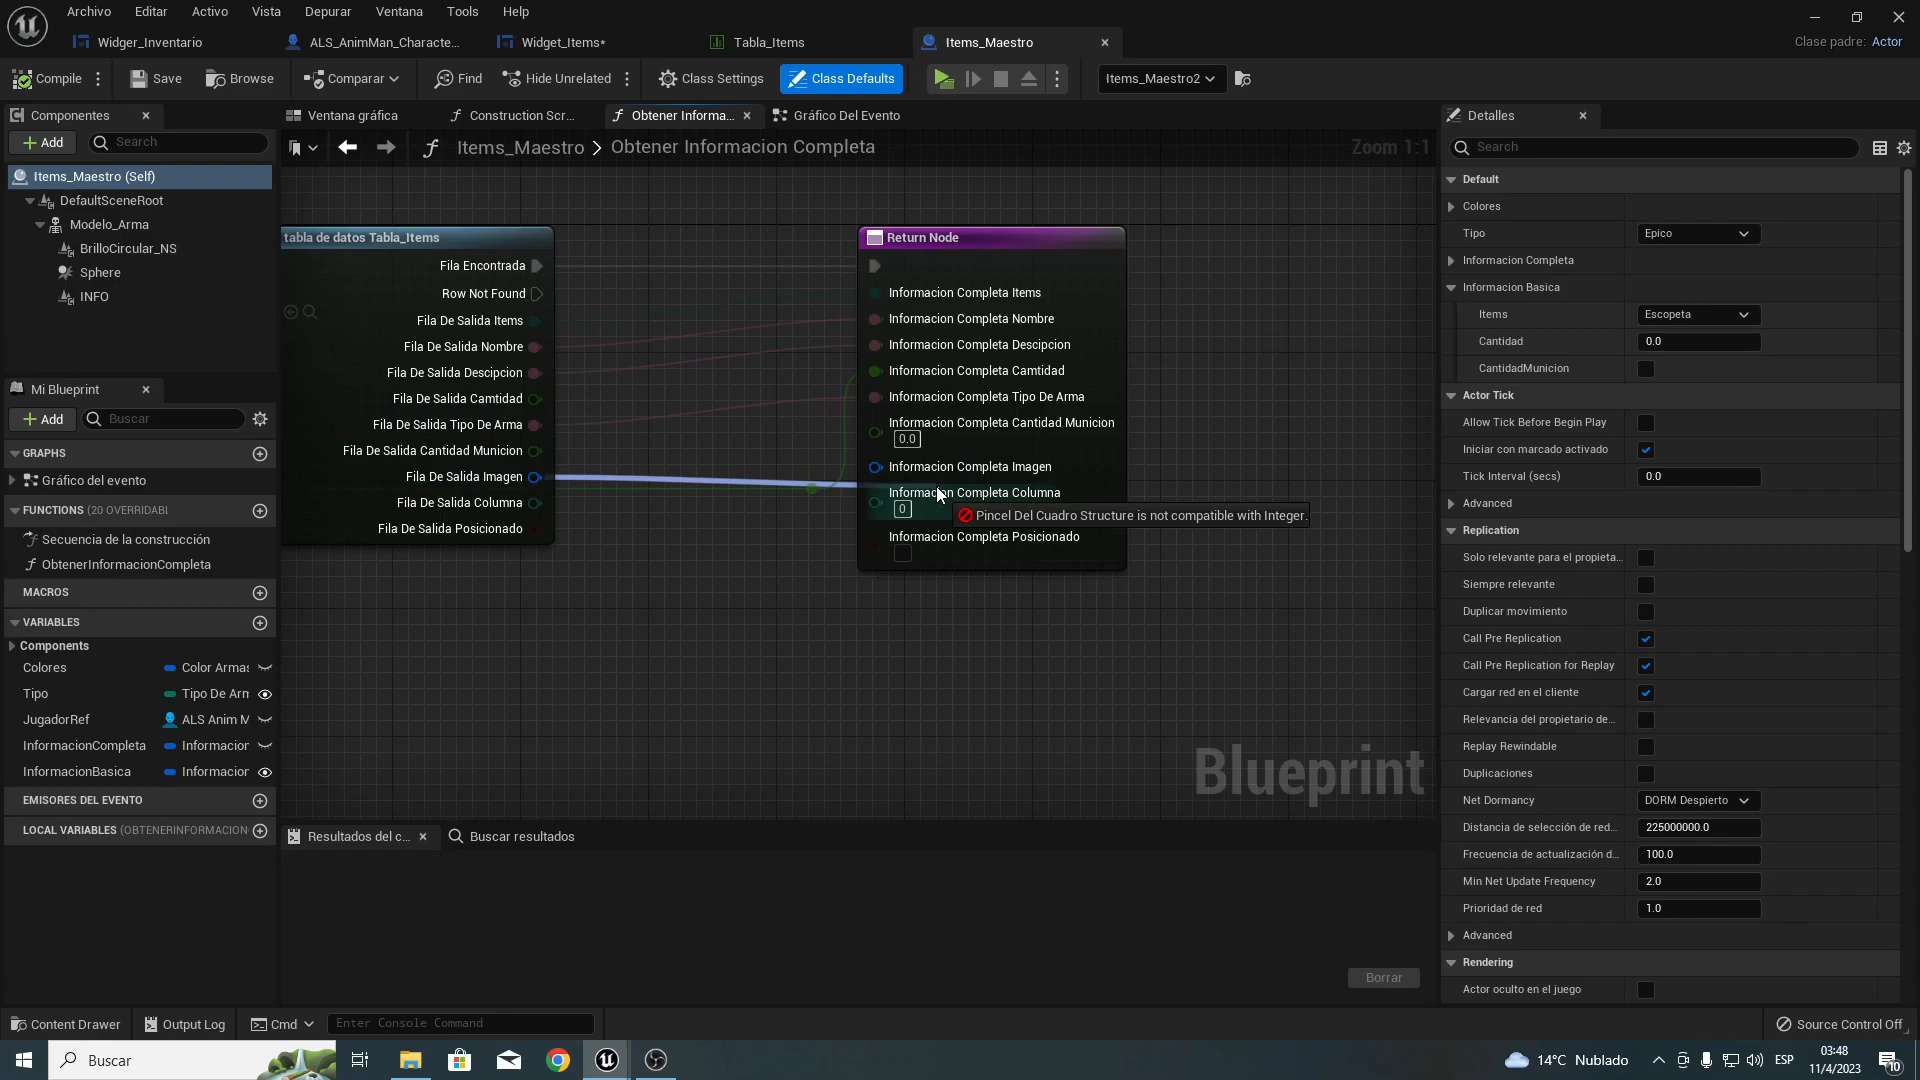 Archivo Editar Activo Vista Depurar Ventana Tools Help
Widger_Inventario ALS_AnimMan_Characte... Widget_Items* Tabla_Items Items_Maestro
Clase padre: Actor
Compile Save Browse Comparar Find Hide Unrelated Class Settings Class Defaults Items_Maestro2
Componentes
Add Search
Items_Maestro (Self)
DefaultSceneRoot
Modelo_Arma
BrilloCircular_NS
Sphere
INFO
Mi Blueprint
Add Buscar
GRAPHS
Gráfico del evento
FUNCTIONS (20 OVERRIDABL
Secuencia de la construcción
ObtenerInformacionCompleta
MACROS
VARIABLES
Components
Colores Color Armas
Tipo Tipo De Arm
JugadorRef ALS Anim M
InformacionCompleta Informacion
InformacionBasica Informacion
EMISORES DEL EVENTO
LOCAL VARIABLES (OBTENERINFORMACION
Ventana gráfica Construction Scr... Obtener Informa... Gráfico Del Evento
Items_Maestro > Obtener Informacion Completa Zoom 1:1
tabla de datos Tabla_Items
Fila Encontrada
Row Not Found
Fila De Salida Items
Fila De Salida Nombre
Fila De Salida Descipcion
Fila De Salida Camtidad
Fila De Salida Tipo De Arma
Fila De Salida Cantidad Municion
Fila De Salida Imagen
Fila De Salida Columna
Fila De Salida Posicionado
Return Node
Informacion Completa Items
Informacion Completa Nombre
Informacion Completa Descipcion
Informacion Completa Camtidad
Informacion Completa Tipo De Arma
Informacion Completa Cantidad Municion
0.0
Informacion Completa Imagen
Informacion Completa Columna
0
Pincel Del Cuadro Structure is not compatible with Integer.
Informacion Completa Posicionado
Blueprint
Resultados del c... Buscar resultados
Borrar
Detalles
Search
Default
Colores
Tipo Epico
Informacion Completa
Informacion Basica
Items Escopeta
Cantidad 0.0
CantidadMunicion
Actor Tick
Allow Tick Before Begin Play
Iniciar con marcado activado
Tick Interval (secs) 0.0
Advanced
Replication
Solo relevante para el propieta...
Siempre relevante
Duplicar movimiento
Call Pre Replication
Call Pre Replication for Replay
Cargar red en el cliente
Relevancia del propietario de...
Replay Rewindable
Duplicaciones
Net Dormancy DORM Despierto
Distancia de selección de red... 225000000.0
Frecuencia de actualización d... 100.0
Min Net Update Frequency 2.0
Prioridad de red 1.0
Advanced
Rendering
Actor oculto en el juego
Content Drawer Output Log Cmd Enter Console Command Source Control Off
Buscar 14°C Nublado ESP 03:48
11/4/2023 10